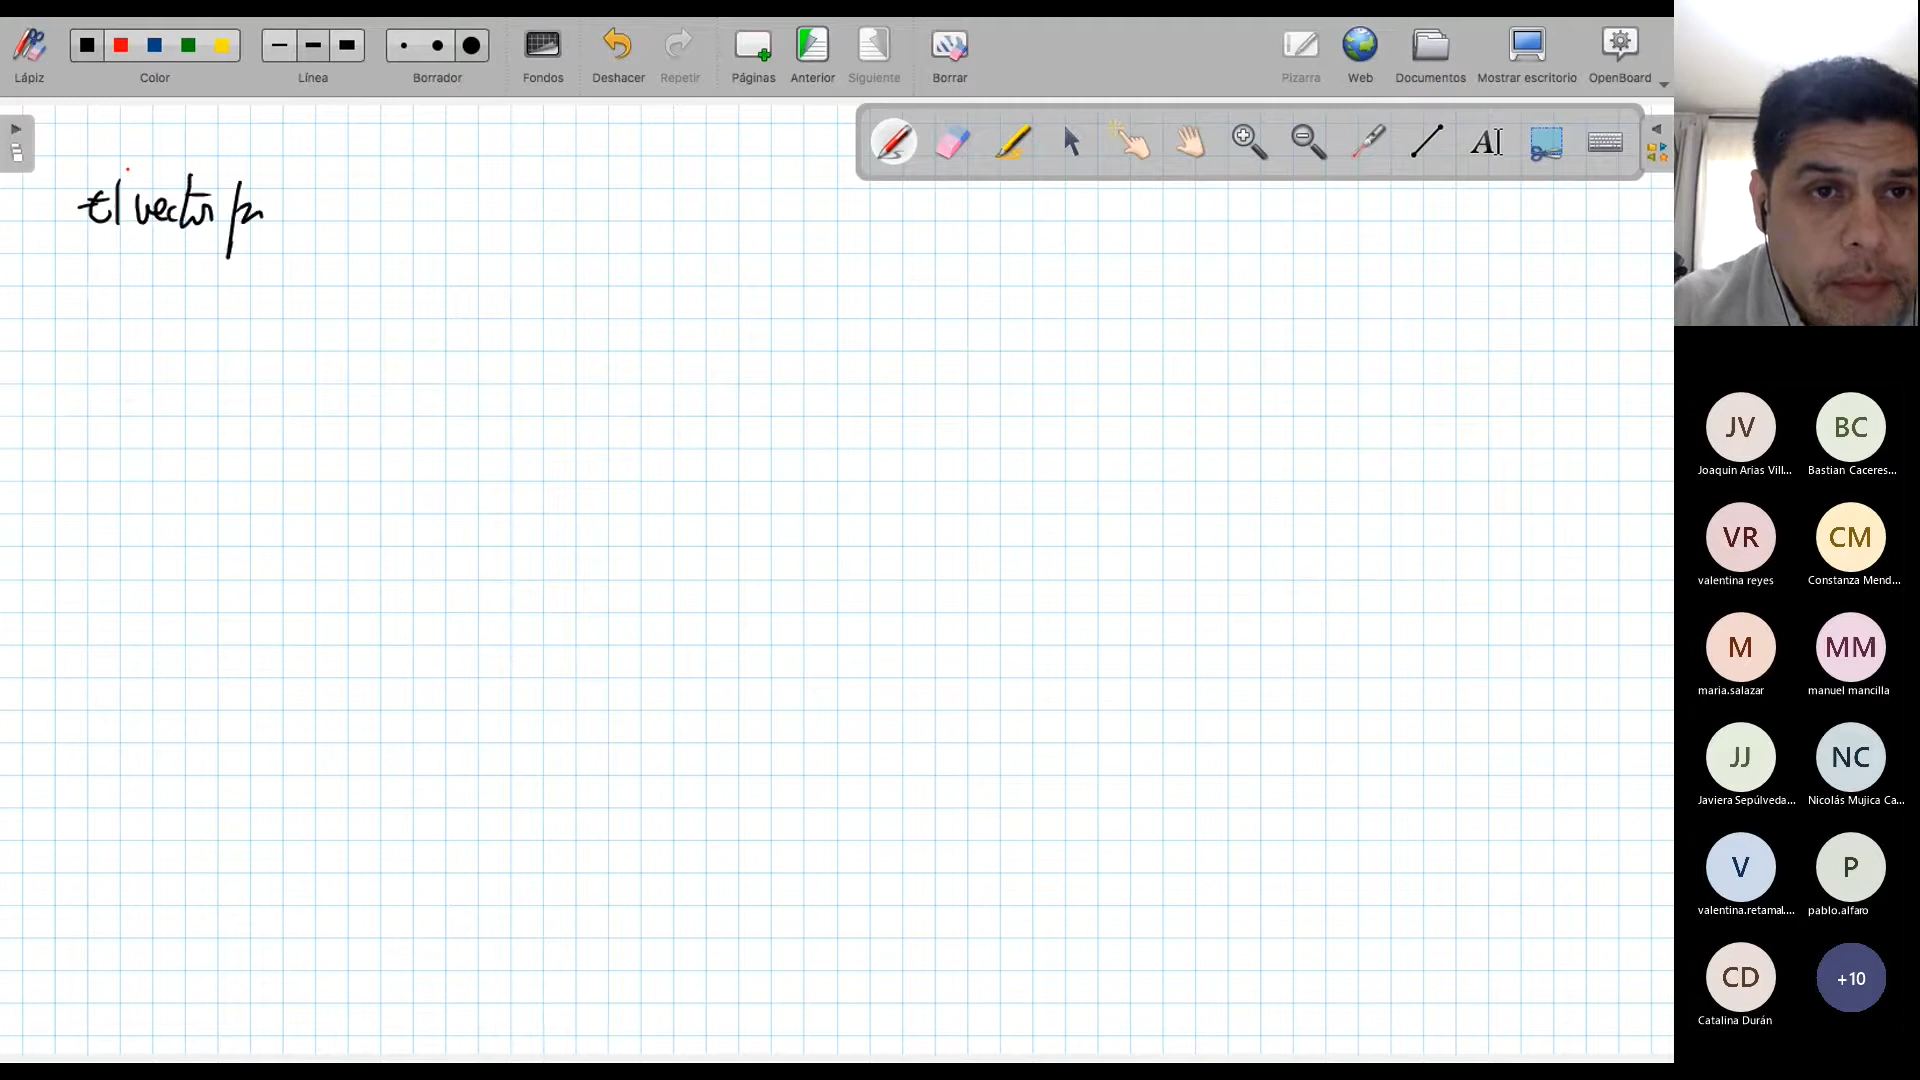 Lápiz
Color
Línea
Borrador
Fondos
Deshacer
Repetir
Páginas
Anterior
Siguiente
Borrar
Pizarra
Web
Documentos
Mostrar escritorio
OpenBoard
El vector
JV
Joaquin Arias Vill...
BC
Bastian Caceres...
VR
valentina reyes
CM
Constanza Mend...
M
maria.salazar
MM
manuel mancilla
JJ
Javiera Sepúlveda...
NC
Nicolás Mujica Ca...
V
valentina.retamal....
P
pablo.alfaro
CD
Catalina Durán
+10